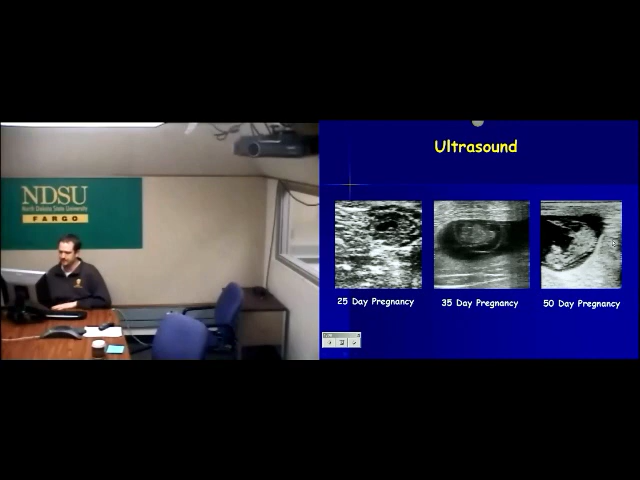 NDSU
North Dakota State University
FARGO
Ultrasound
25 Day Pregnancy
35 Day Pregnancy
50 Day Pregnancy